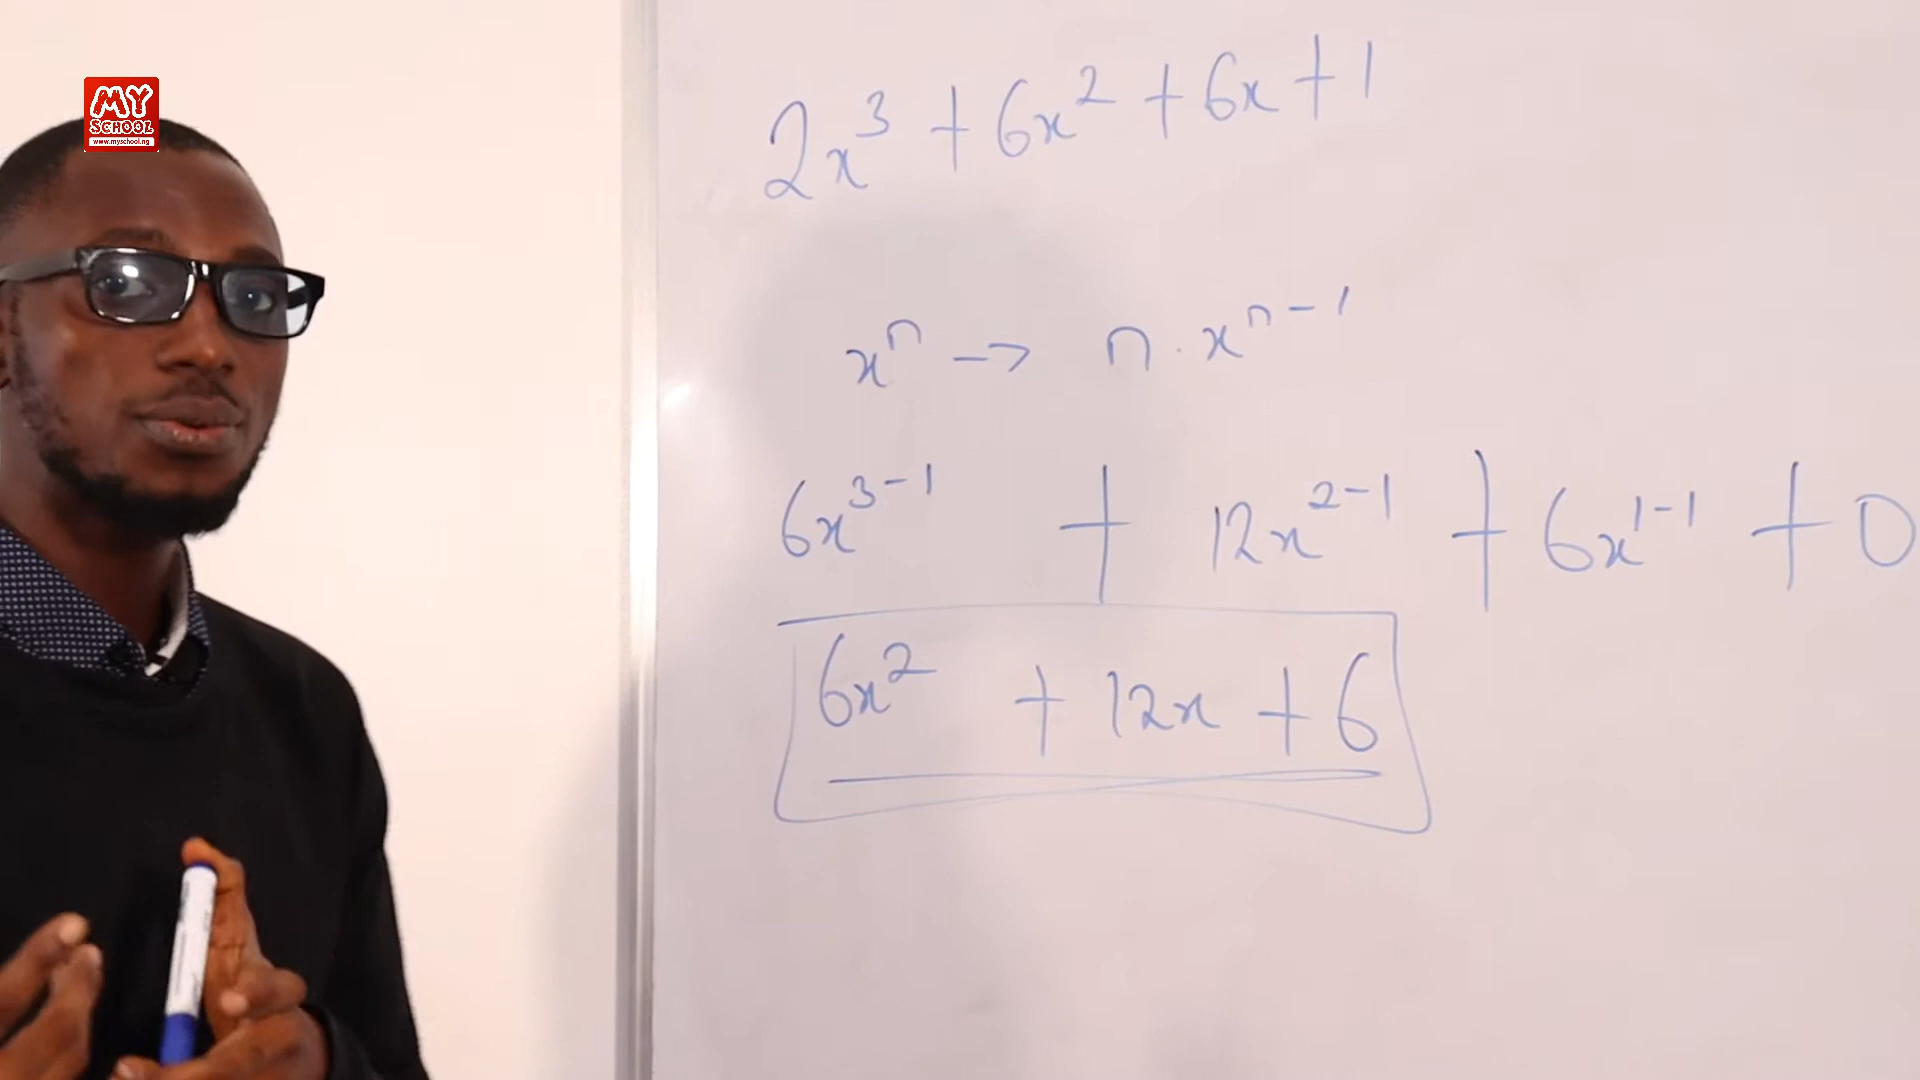 MY
SCHOOL
www.myschool.ng
2x³ + 6x² + 6x + 1
xⁿ → n · xⁿ⁻¹
6x³⁻¹ + 12x²⁻¹ + 6x¹⁻¹ + 0
6x² + 12x + 6